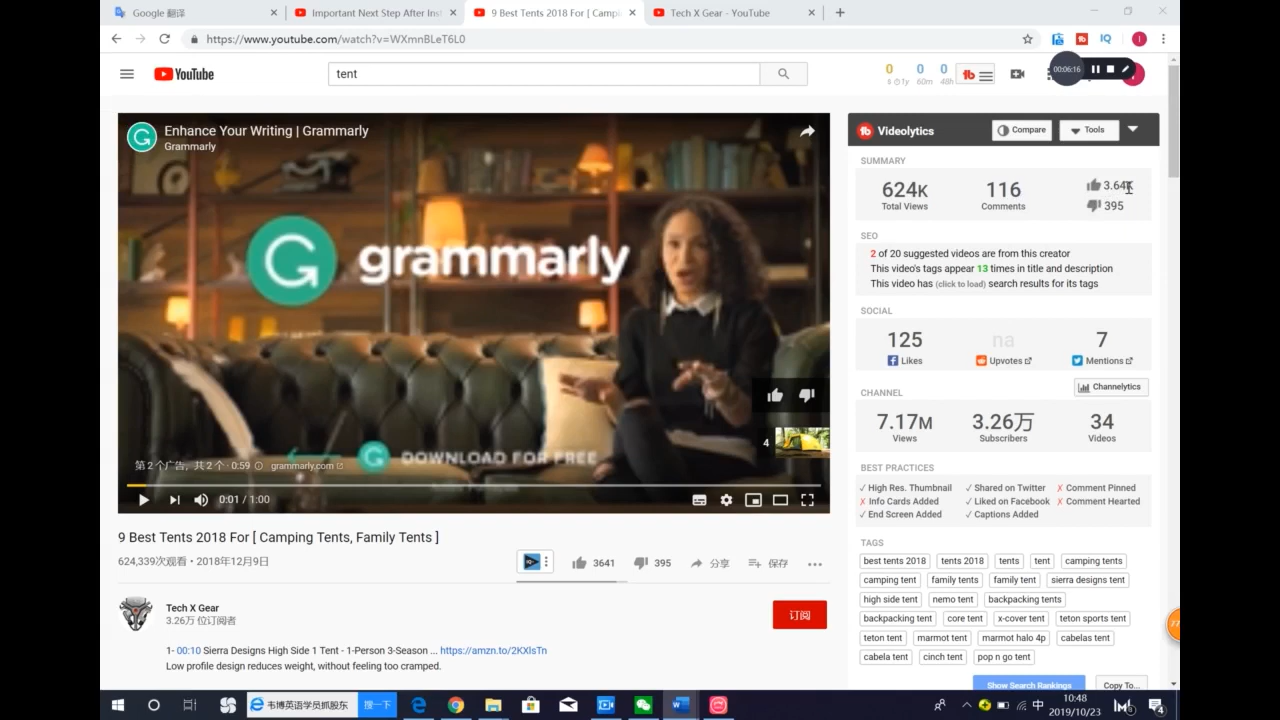 Google 翻译
Important Next Step After Inst
9 Best Tents 2018 For [ Campi
Tech X Gear - YouTube
https://www.youtube.com/watch?v=WXmnBLeT6L0
IQ
I
YouTube
tent
0 0 0
1y 60m 48h
00:06:16
Enhance Your Writing | Grammarly
Grammarly
grammarly
DOWNLOAD FOR FREE
4
第 2 个广告，共 2 个 · 0:59 grammarly.com
0:01 / 1:00
9 Best Tents 2018 For [ Camping Tents, Family Tents ]
624,339次观看 • 2018年12月9日
3641 395 分享 保存
Tech X Gear
3.26万 位订阅者
订阅
1- 00:10 Sierra Designs High Side 1 Tent - 1-Person 3-Season ... https://amzn.to/2KXlsTn
Low profile design reduces weight, without feeling too cramped.
Videolytics Compare Tools
SUMMARY
624K 116 3.64K
Total Views Comments 395
SEO
2 of 20 suggested videos are from this creator
This video's tags appear 13 times in title and description
This video has (click to load) search results for its tags
SOCIAL
125 na 7
Likes Upvotes Mentions
CHANNEL Channelytics
7.17M 3.26万 34
Views Subscribers Videos
BEST PRACTICES
✓ High Res. Thumbnail ✓ Shared on Twitter ✗ Comment Pinned
✗ Info Cards Added ✓ Liked on Facebook ✗ Comment Hearted
✓ End Screen Added ✓ Captions Added
TAGS
best tents 2018 tents 2018 tents tent camping tents
camping tent family tents family tent sierra designs tent
high side tent nemo tent backpacking tents
backpacking tent core tent x-cover tent teton sports tent
teton tent marmot tent marmot halo 4p cabelas tent
cabela tent cinch tent pop n go tent
Show Search Rankings Copy To...
韦博英语学员抓股东 搜一下
中
10:48
2019/10/23
4